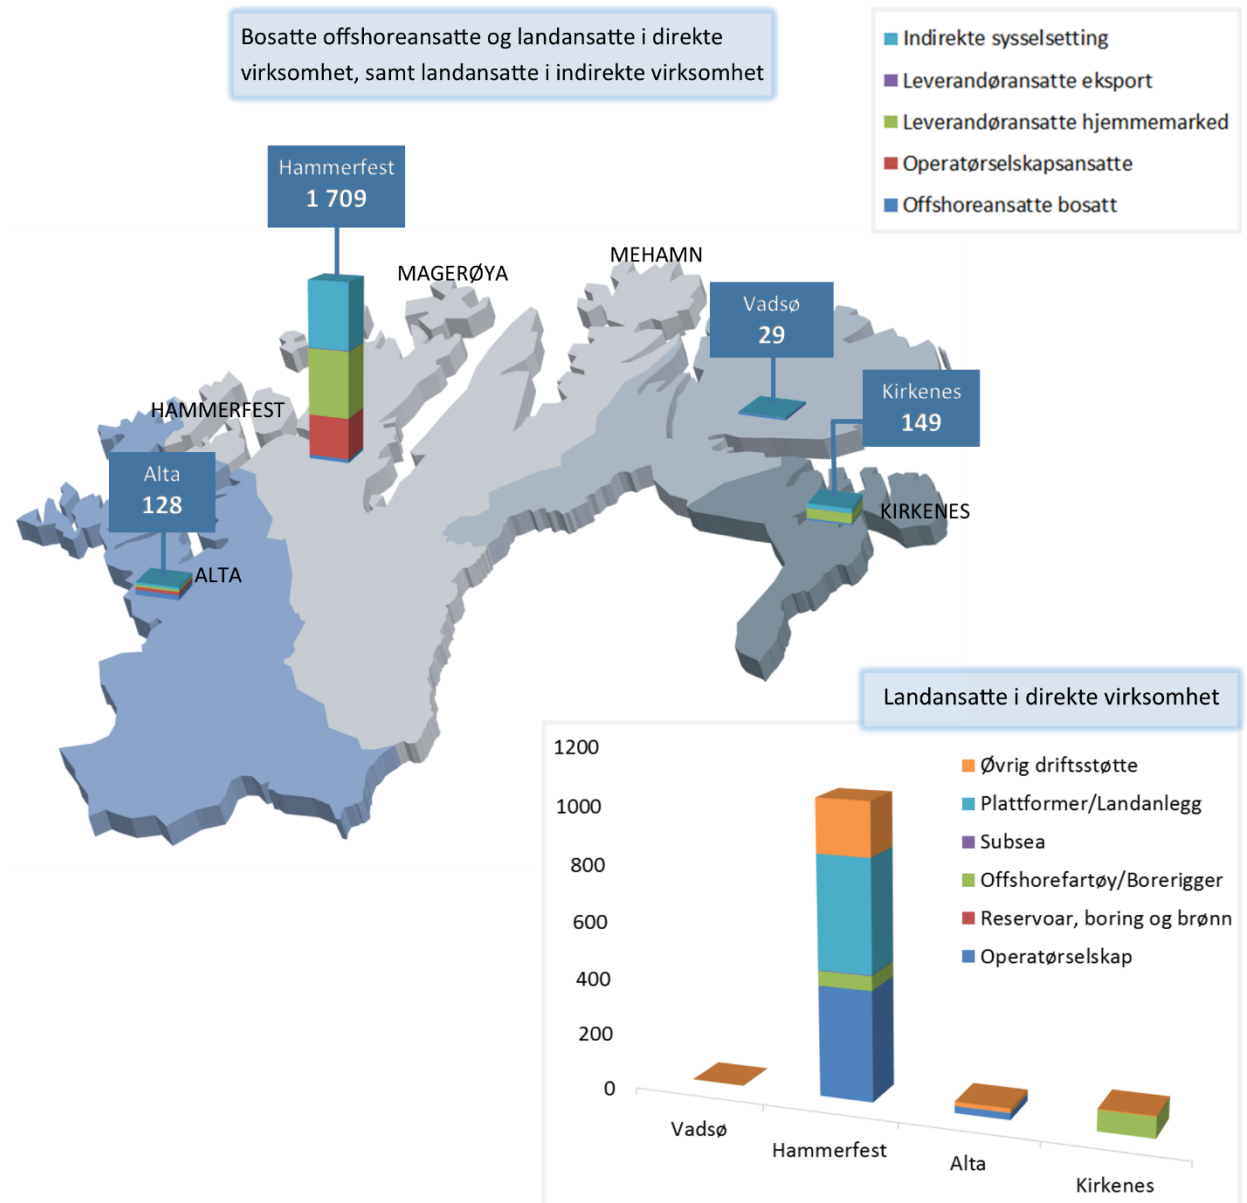 Bosatte offshoreansatte og landansatte i direkte
virksomhet, samt landansatte i indirekte virksomhet
Indirekte sysselsetting
Leverandøransatte eksport
Leverandøransatte hjemmemarked
Operatørselskapsansatte
Offshoreansatte bosatt
Hammerfest
1 709
MAGERØYA
MEHAMN
Vadsø
29
Kirkenes
149
HAMMERFEST
Alta
128
KIRKENES
ALTA
Landansatte i direkte virksomhet
1200
1000
800
600
400
200
0
Øvrig driftsstøtte
Plattformer/Landanlegg
Subsea
Offshorefartøy/Borerigger
Reservoar, boring og brønn
Operatørselskap
Vadsø
Hammerfest
Alta
Kirkenes